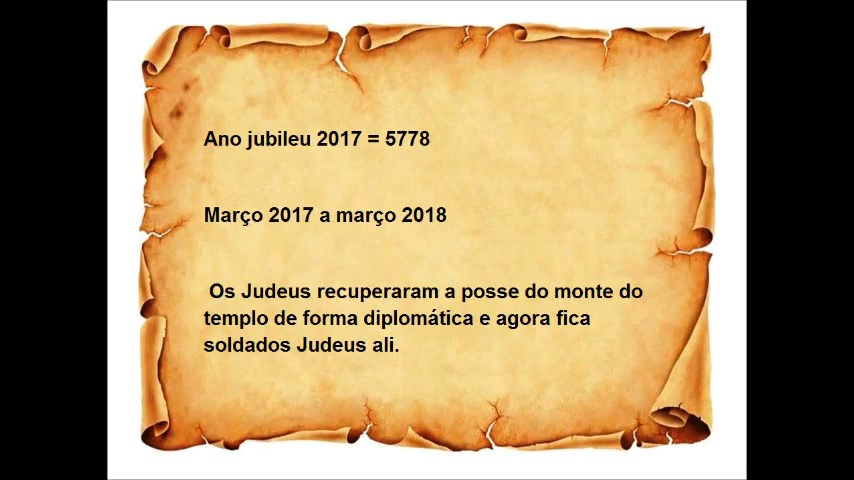 Ano jubileu 2017 = 5778
Março 2017 a março 2018
Os Judeus recuperaram a posse do monte do
templo de forma diplomática e agora fica
soldados Judeus ali.